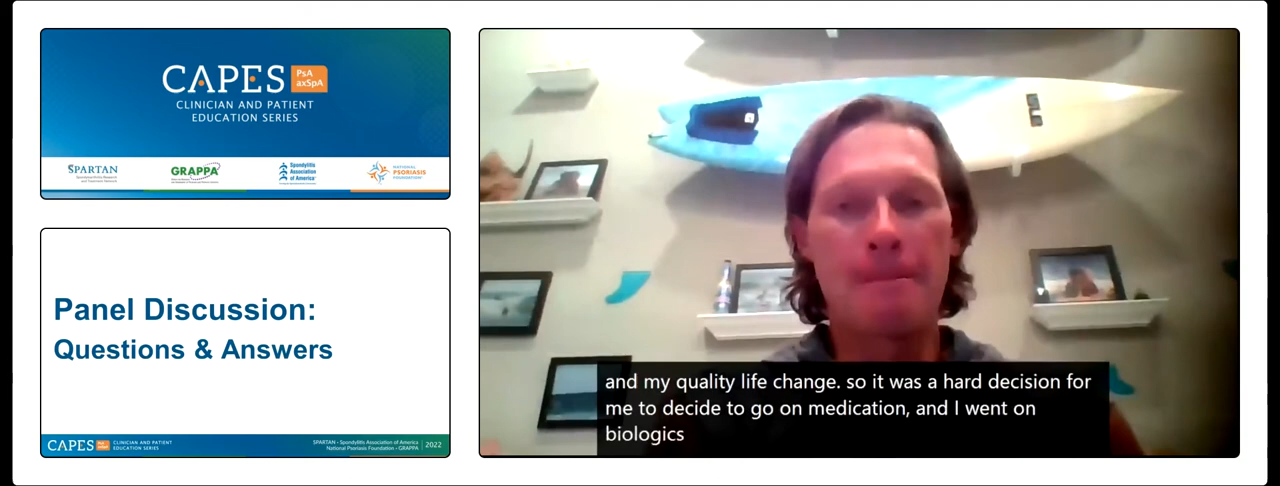 CAPES PsA axSpA
CLINICIAN AND PATIENT
EDUCATION SERIES
SPARTAN
GRAPPA
Spondylitis
Association
of America
NATIONAL
PSORIASIS
FOUNDATION
Panel Discussion:
Questions & Answers
CAPES PsA axSpA CLINICIAN AND PATIENT
EDUCATION SERIES
SPARTAN - Spondylitis Association of America
National Psoriasis Foundation - GRAPPA
2022
and my quality life change. so it was a hard decision for
me to decide to go on medication, and I went on
biologics